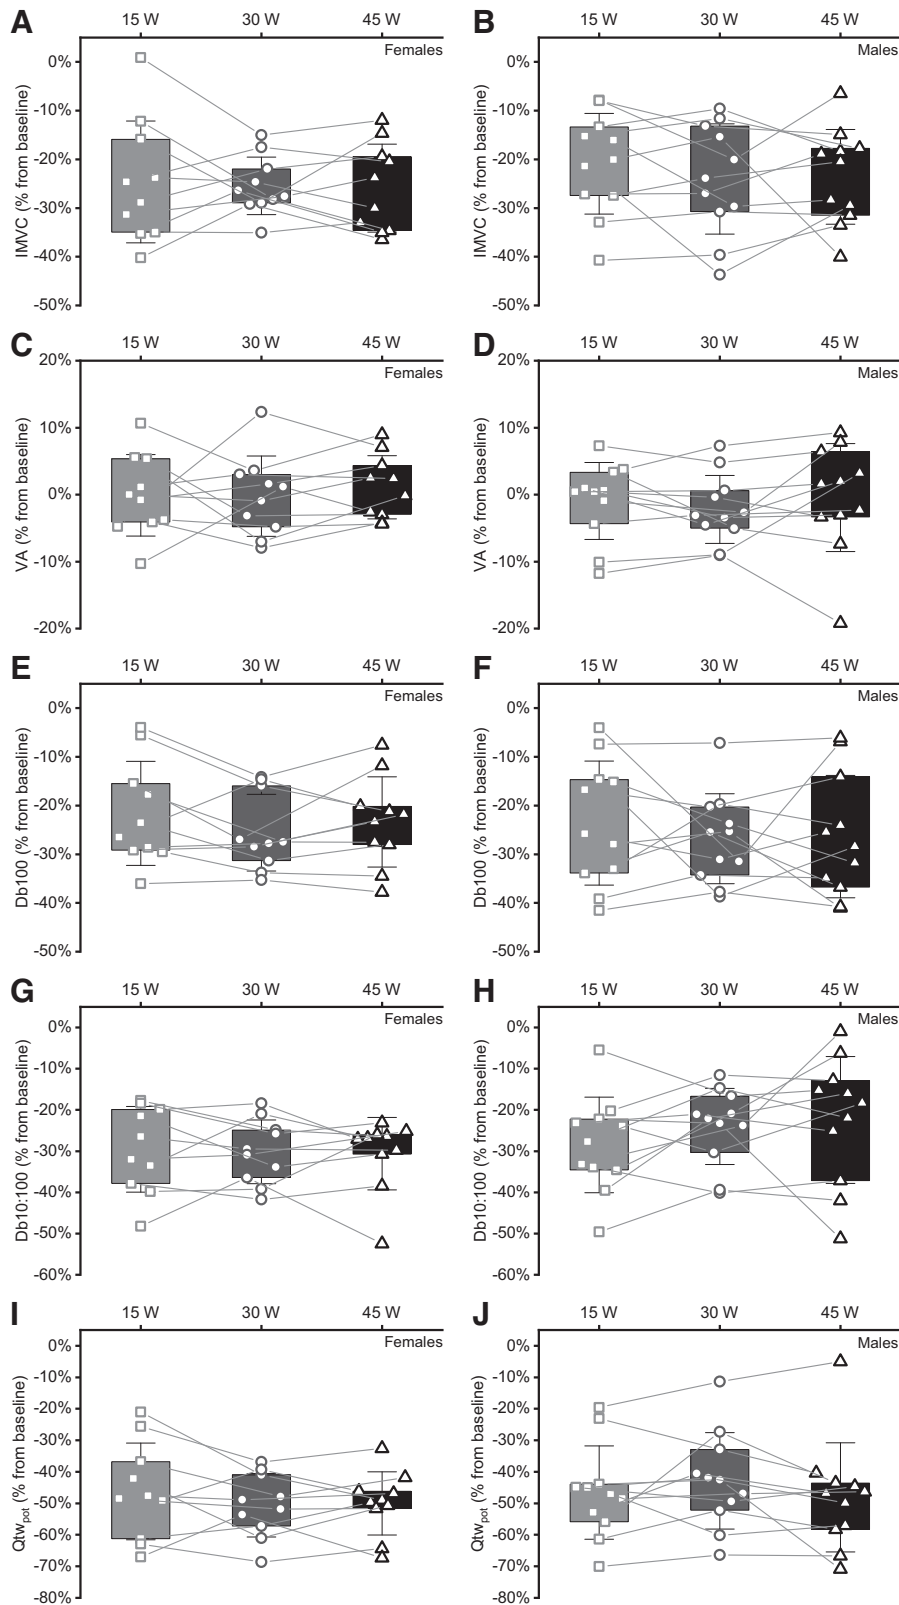 A 15 W 30 W 45 W
Females
0%
-10%
-20%
-30%
-40%
-50%
IMVC (% from baseline)
B 15 W 30 W 45 W
Males
0%
-10%
-20%
-30%
-40%
-50%
IMVC (% from baseline)
C 15 W 30 W 45 W
Females
20%
10%
0%
-10%
-20%
VA (% from baseline)
D 15 W 30 W 45 W
Males
20%
10%
0%
-10%
-20%
VA (% from baseline)
E 15 W 30 W 45 W
Females
0%
-10%
-20%
-30%
-40%
-50%
Db100 (% from baseline)
F 15 W 30 W 45 W
Males
0%
-10%
-20%
-30%
-40%
-50%
Db100 (% from baseline)
G 15 W 30 W 45 W
Females
0%
-10%
-20%
-30%
-40%
-50%
-60%
Db10:100 (% from baseline)
H 15 W 30 W 45 W
Males
0%
-10%
-20%
-30%
-40%
-50%
-60%
Db10:100 (% from baseline)
I 15 W 30 W 45 W
Females
0%
-10%
-20%
-30%
-40%
-50%
-60%
-70%
-80%
Qtwpot (% from baseline)
J 15 W 30 W 45 W
Males
0%
-10%
-20%
-30%
-40%
-50%
-60%
-70%
-80%
Qtwpot (% from baseline)